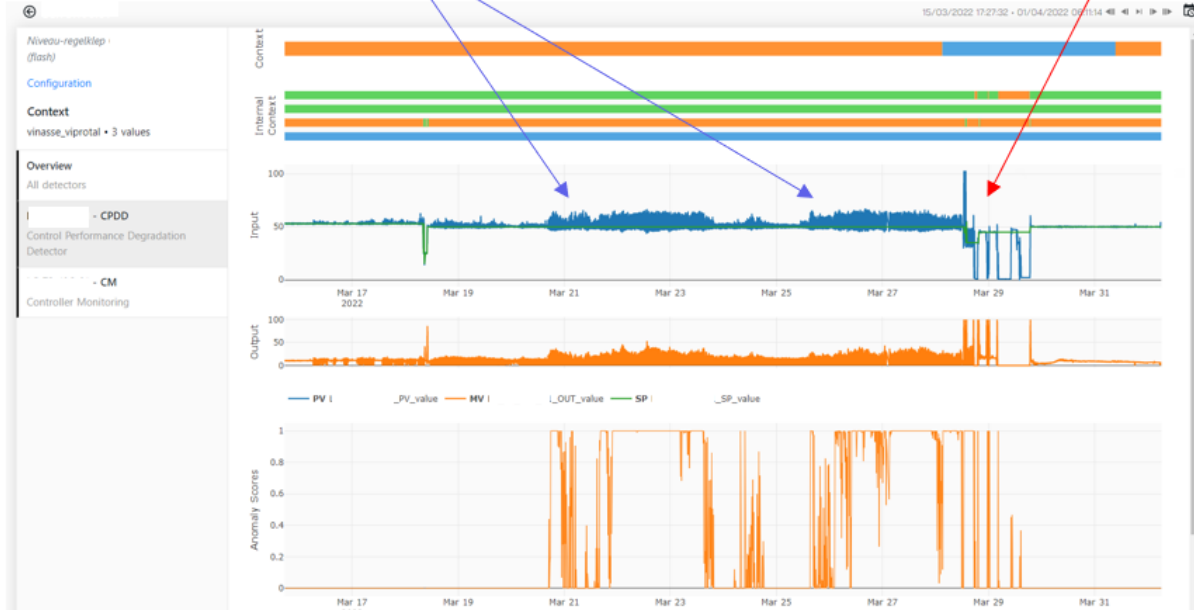 15/03/2022 17:27:32 - 01/04/2022 06:11:14
Niveau-regelklep
(flash)
Configuration
Context
vinasse_viprotal • 3 values
Overview
All detectors
- CPDD
Control Performance Degradation
Detector
- CM
Controller Monitoring
Context
Internal
Context
Input
100
50
0
Mar 17
2022
Mar 19
Mar 21
Mar 23
Mar 25
Mar 27
Mar 29
Mar 31
Output
100
50
0
PV _PV_value MV _OUT_value SP _SP_value
Anomaly Scores
1
0.8
0.6
0.4
0.2
0
Mar 17
Mar 19
Mar 21
Mar 23
Mar 25
Mar 27
Mar 29
Mar 31